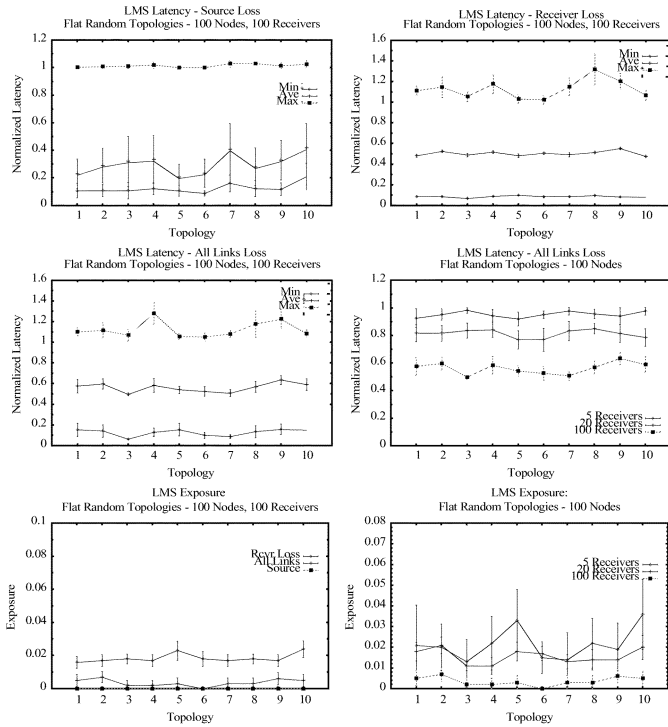 LMS Latency - Source Loss
Flat Random Topologies - 100 Nodes, 100 Receivers
1.2
1
0.8
0.6
0.4
0.2
0
Normalized Latency
Min
Ave
Max
1 2 3 4 5 6 7 8 9 10
Topology
LMS Latency - Receiver Loss
Flat Random Topologies - 100 Nodes, 100 Receivers
1.6
1.4
1.2
1
0.8
0.6
0.4
0.2
0
Normalized Latency
Min
Ave
Max
1 2 3 4 5 6 7 8 9 10
Topology
LMS Latency - All Links Loss
Flat Random Topologies - 100 Nodes, 100 Receivers
1.6
1.4
1.2
1
0.8
0.6
0.4
0.2
0
Normalized Latency
Min
Ave
Max
1 2 3 4 5 6 7 8 9 10
Topology
LMS Latency - All Links Loss
Flat Random Topologies - 100 Nodes
1.2
1
0.8
0.6
0.4
0.2
0
Normalized Latency
5 Receivers
20 Receivers
100 Receivers
1 2 3 4 5 6 7 8 9 10
Topology
LMS Exposure
Flat Random Topologies - 100 Nodes, 100 Receivers
0.1
0.08
0.06
0.04
0.02
0
Exposure
Rcvr Loss
All Links
Source
1 2 3 4 5 6 7 8 9 10
Topology
LMS Exposure:
Flat Random Topologies - 100 Nodes
0.08
0.07
0.06
0.05
0.04
0.03
0.02
0.01
0
Exposure
5 Receivers
20 Receivers
100 Receivers
1 2 3 4 5 6 7 8 9 10
Topology